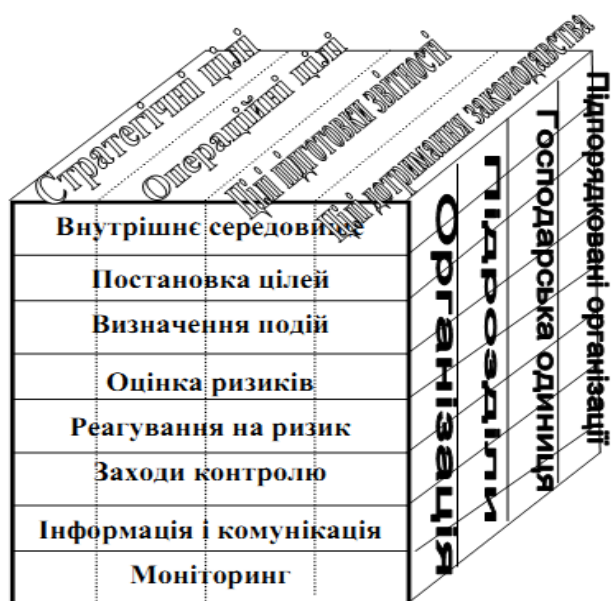 Стратегічні цілі
Операційні цілі
Цілі підготовки звітності
Цілі дотримання законодавства
Внутрішнє середовище
Постановка цілей
Визначення подій
Оцінка ризиків
Реагування на ризик
Заходи контролю
Інформація і комунікація
Моніторинг
Організація
Підрозділи
Господарська одиниця
Підпорядковані організації